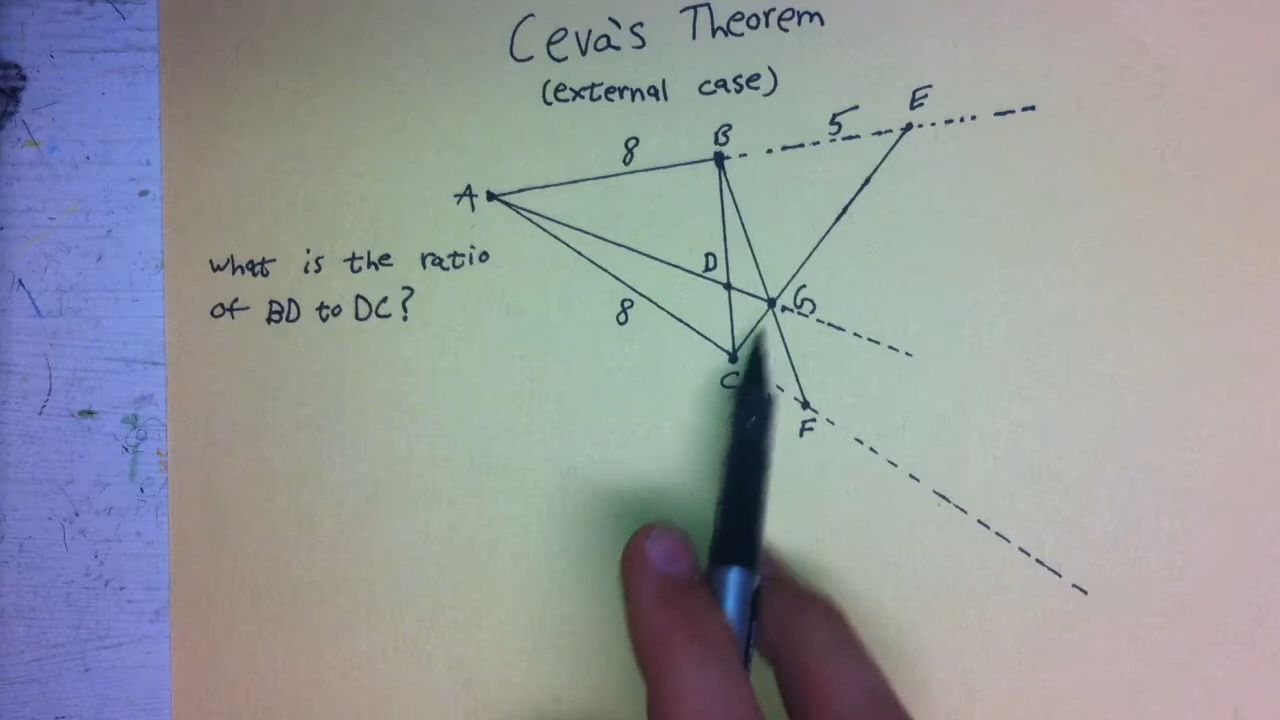 Ceva's Theorem
(external case)
E
5
B
8
A
what is the ratio
of BD to DC?
D
G
8
C
F